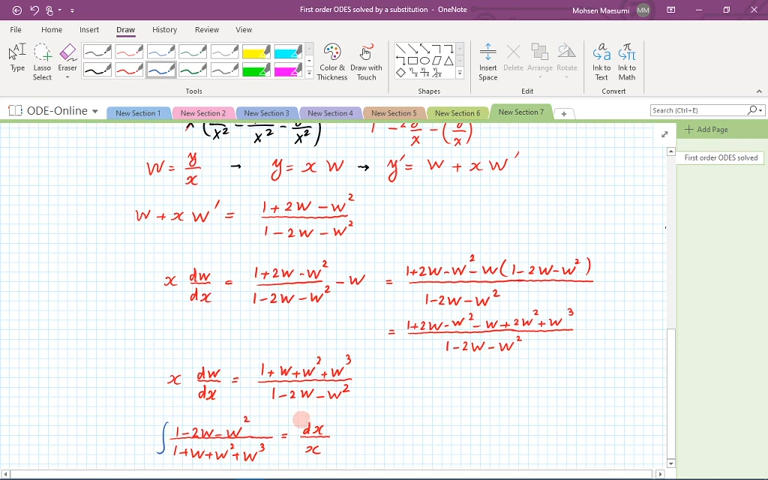 First order ODES solved by a substitution - OneNote
Mohsen Maesumi MM
File Home Insert Draw History Review View Help
Type Lasso Select Eraser Color & Thickness Draw with Touch Insert Space Delete Arrange Rotate Ink to Text Ink to Math
Tools Shapes Edit Convert
ODE-Online New Section 1 New Section 2 New Section 3 New Section 4 New Section 5 New Section 6 New Section 7 Search (Ctrl+E)
Add Page
First order ODES solved
W = y/x → y = x W → y' = W + x W'
W + x W' = (1+2W-W²)/(1-2W-W²)
x dw/dx = (1+2W-W²)/(1-2W-W²) - W = (1+2W-W²-W(1-2W-W²))/(1-2W-W²)
= (1+2W-W²-W+2W²+W³)/(1-2W-W²)
x dw/dx = (1+W+W²+W³)/(1-2W-W²)
∫ (1-2W-W²)/(1+W+W²+W³) = dx/x